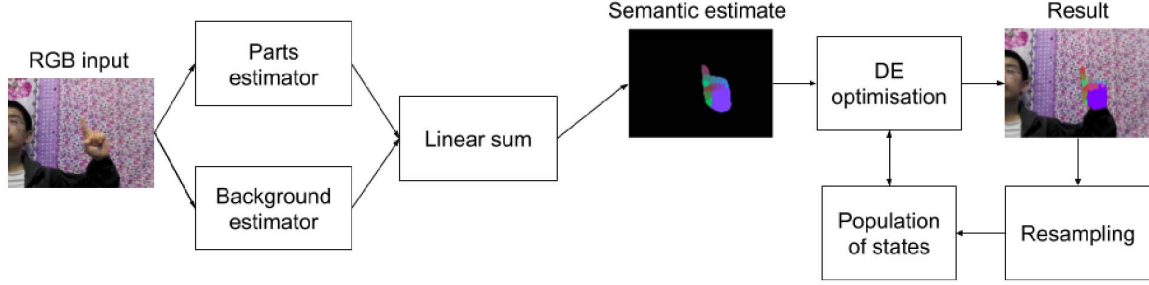 RGB input
Parts
estimator
Background
estimator
Linear sum
Semantic estimate
DE
optimisation
Result
Population
of states
Resampling